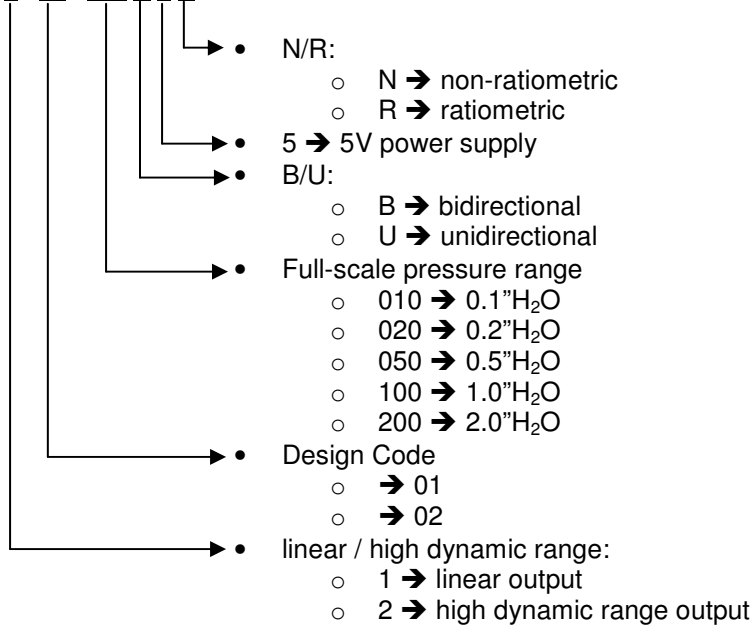 • N/R:
○ N ➔ non-ratiometric
○ R ➔ ratiometric
• 5 ➔ 5V power supply
• B/U:
○ B ➔ bidirectional
○ U ➔ unidirectional
• Full-scale pressure range
○ 010 ➔ 0.1”H₂O
○ 020 ➔ 0.2”H₂O
○ 050 ➔ 0.5”H₂O
○ 100 ➔ 1.0”H₂O
○ 200 ➔ 2.0”H₂O
• Design Code
○ ➔ 01
○ ➔ 02
• linear / high dynamic range:
○ 1 ➔ linear output
○ 2 ➔ high dynamic range output